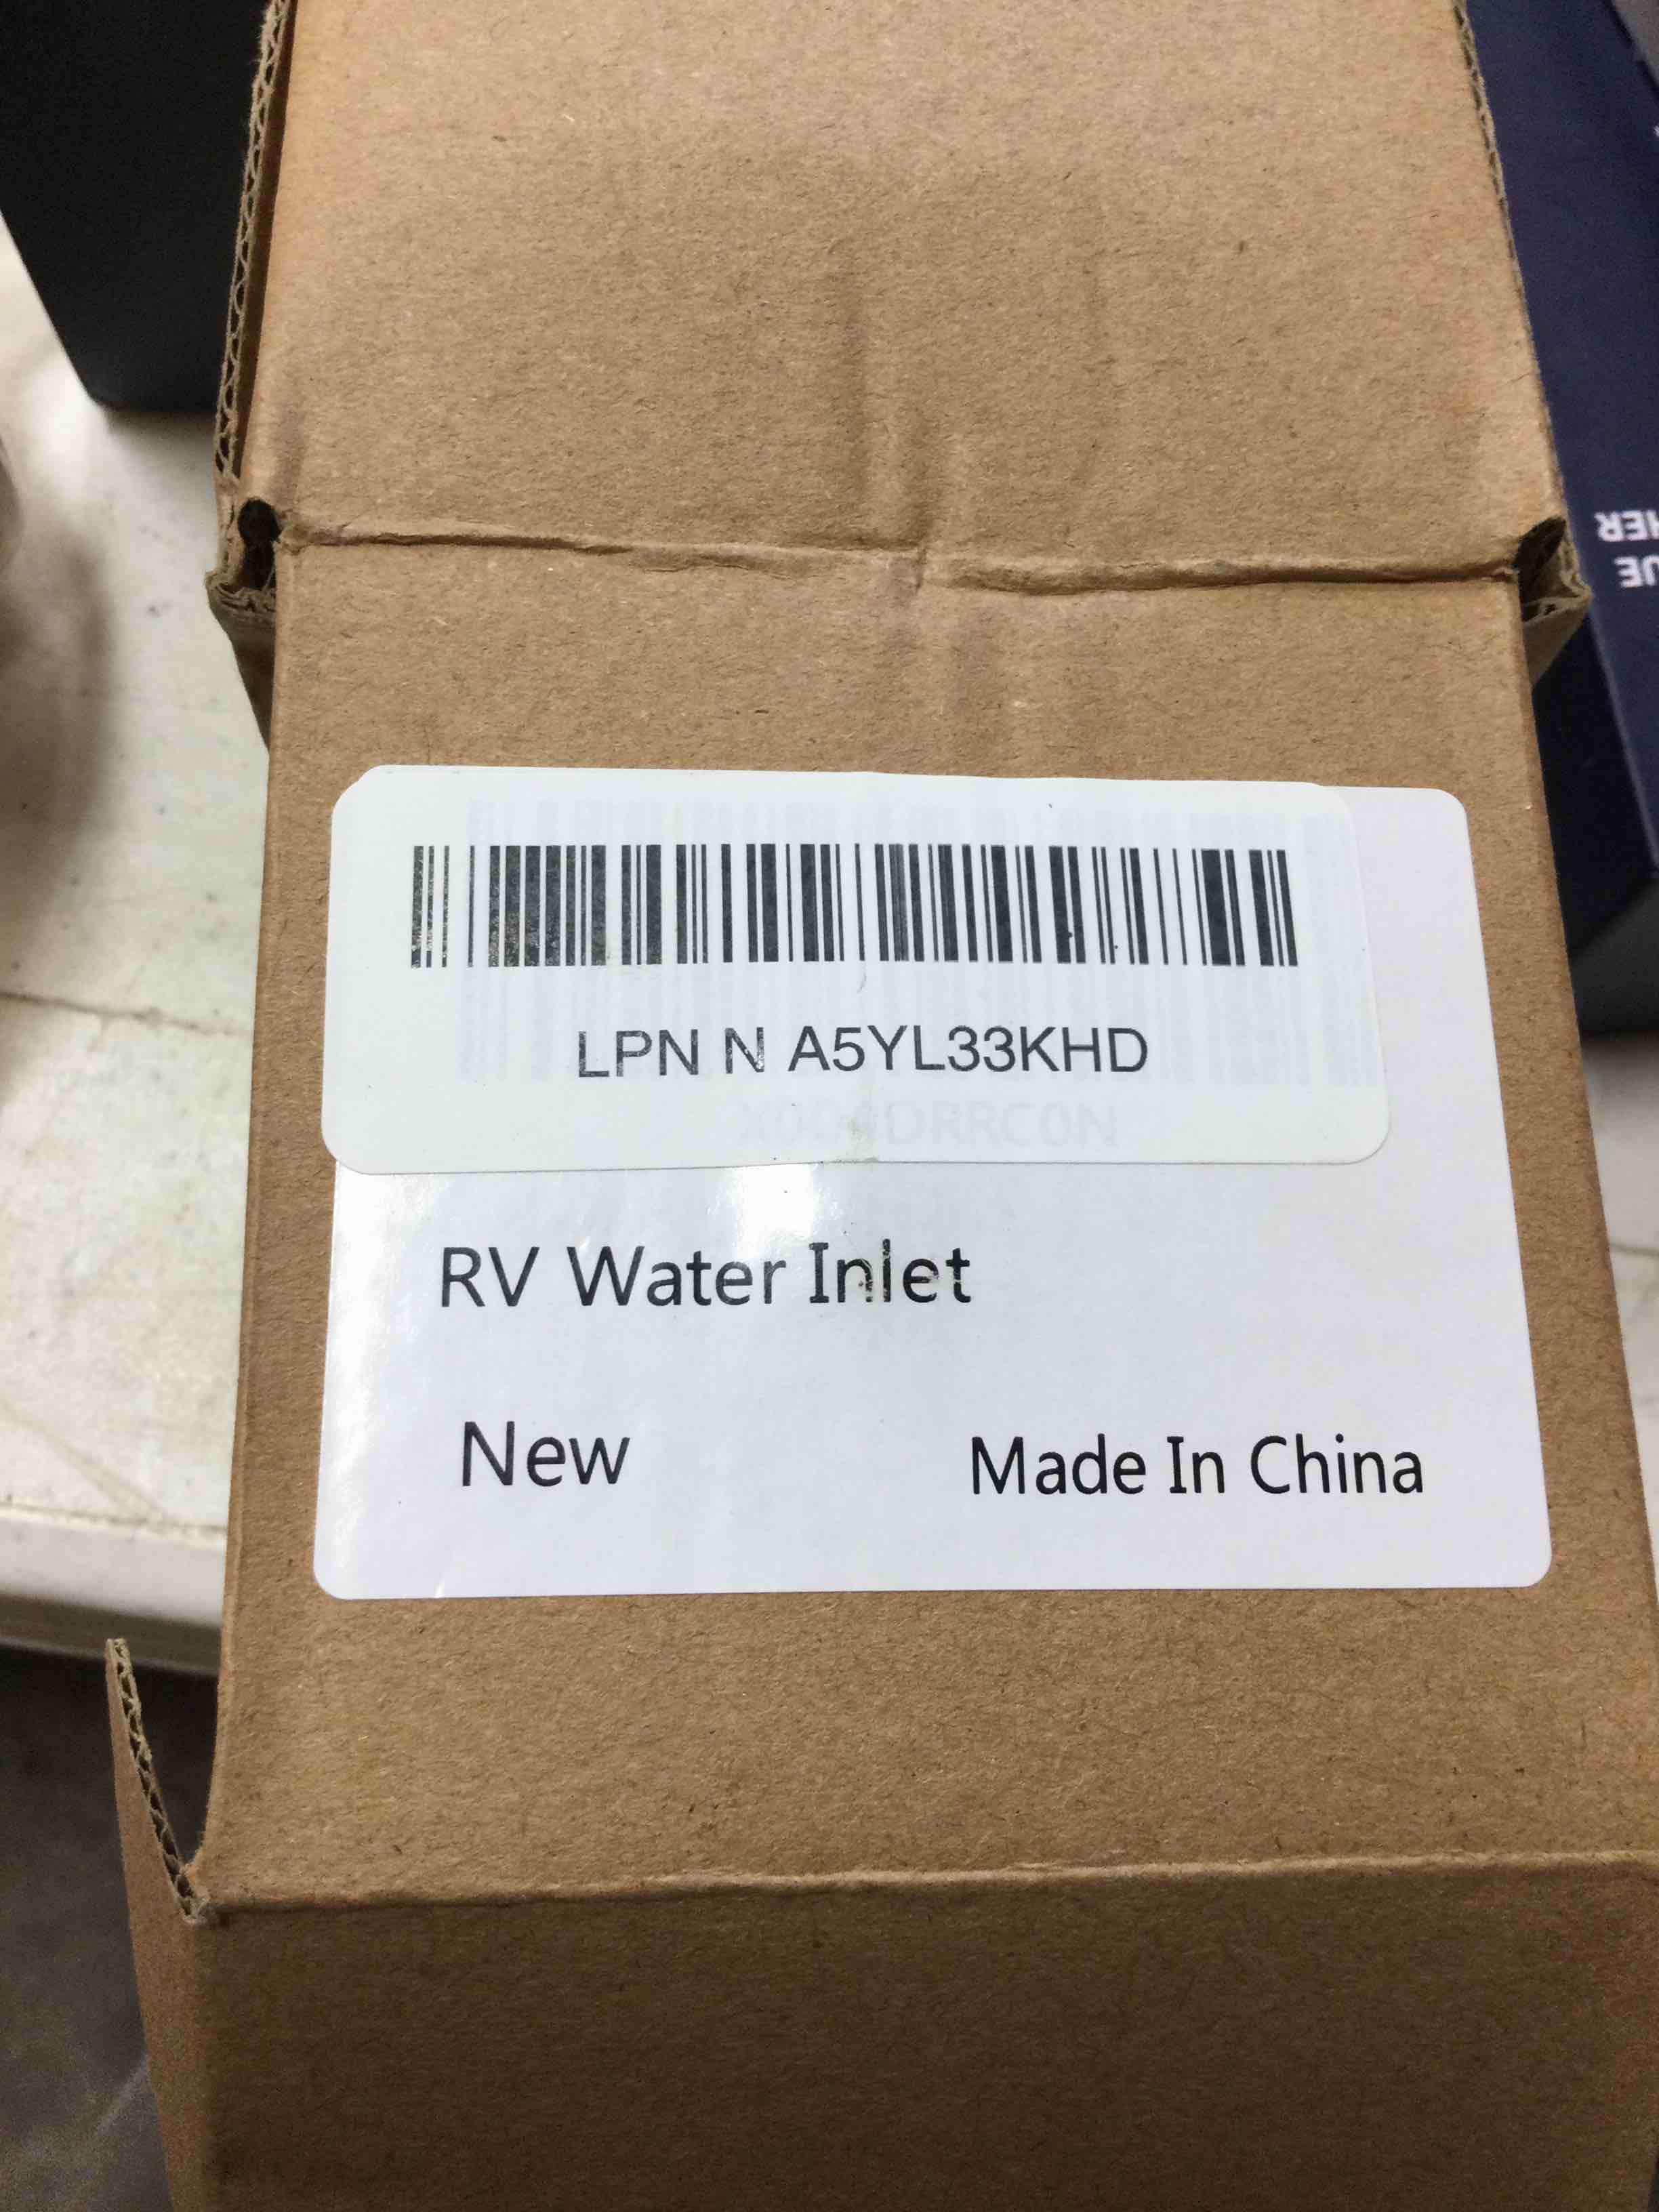 LPN N A5YL33KHD
RV Water Inlet
New
Made In China